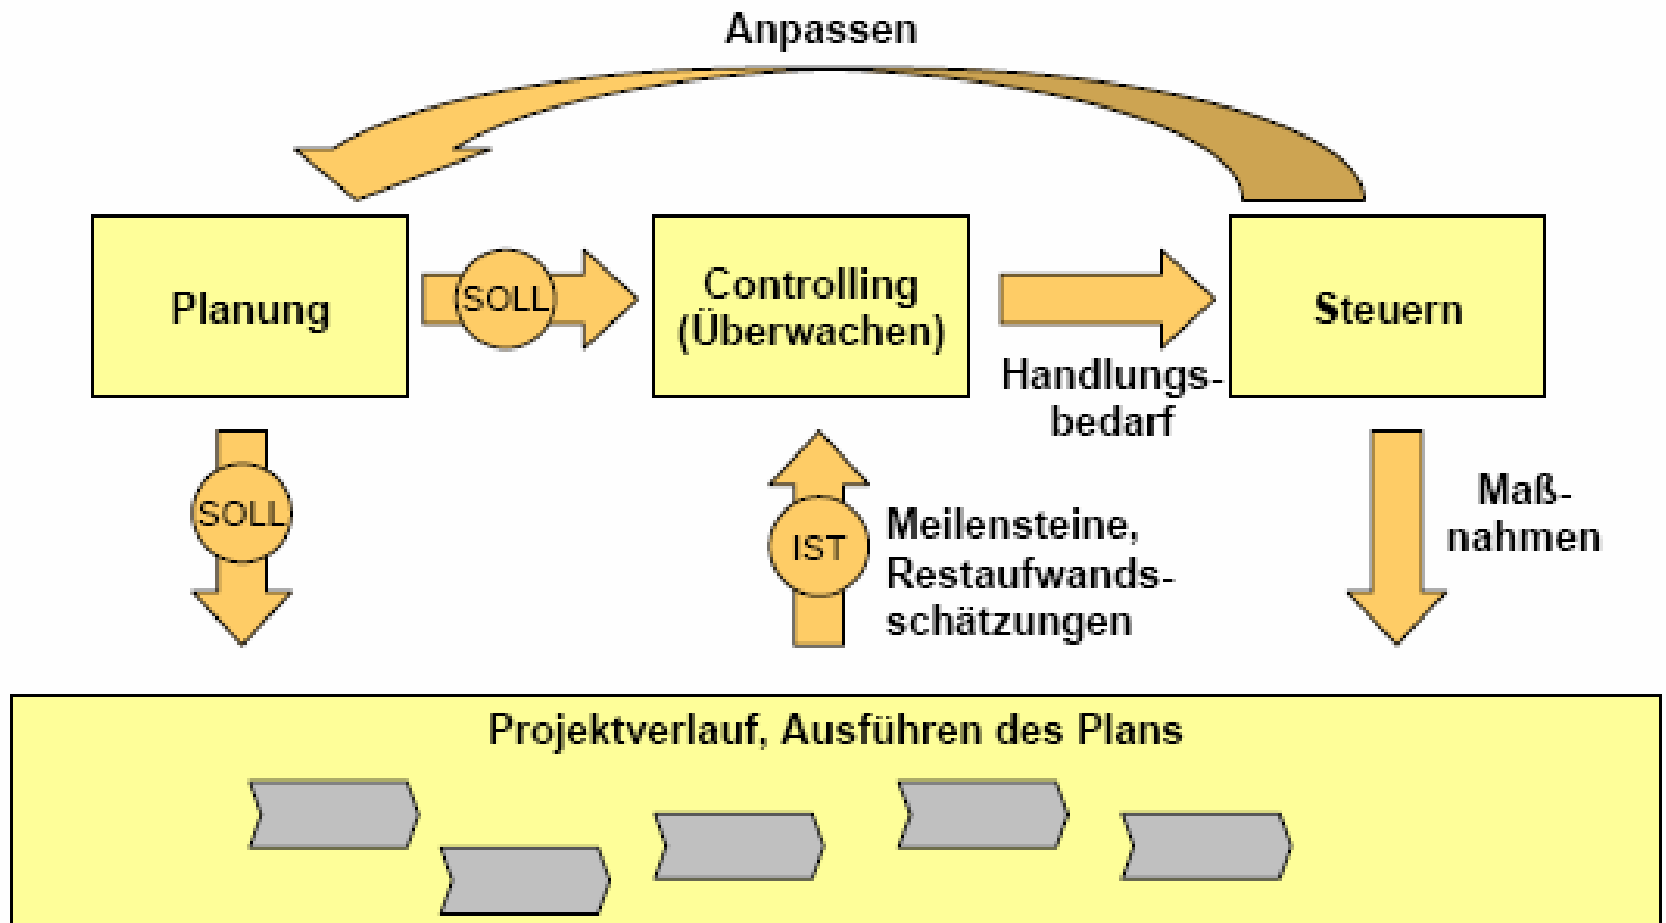 Anpassen
Planung
SOLL
Controlling
(Überwachen)
Handlungs-
bedarf
Steuern
SOLL
IST
Meilensteine,
Restaufwands-
schätzungen
Maß-
nahmen
Projektverlauf, Ausführen des Plans